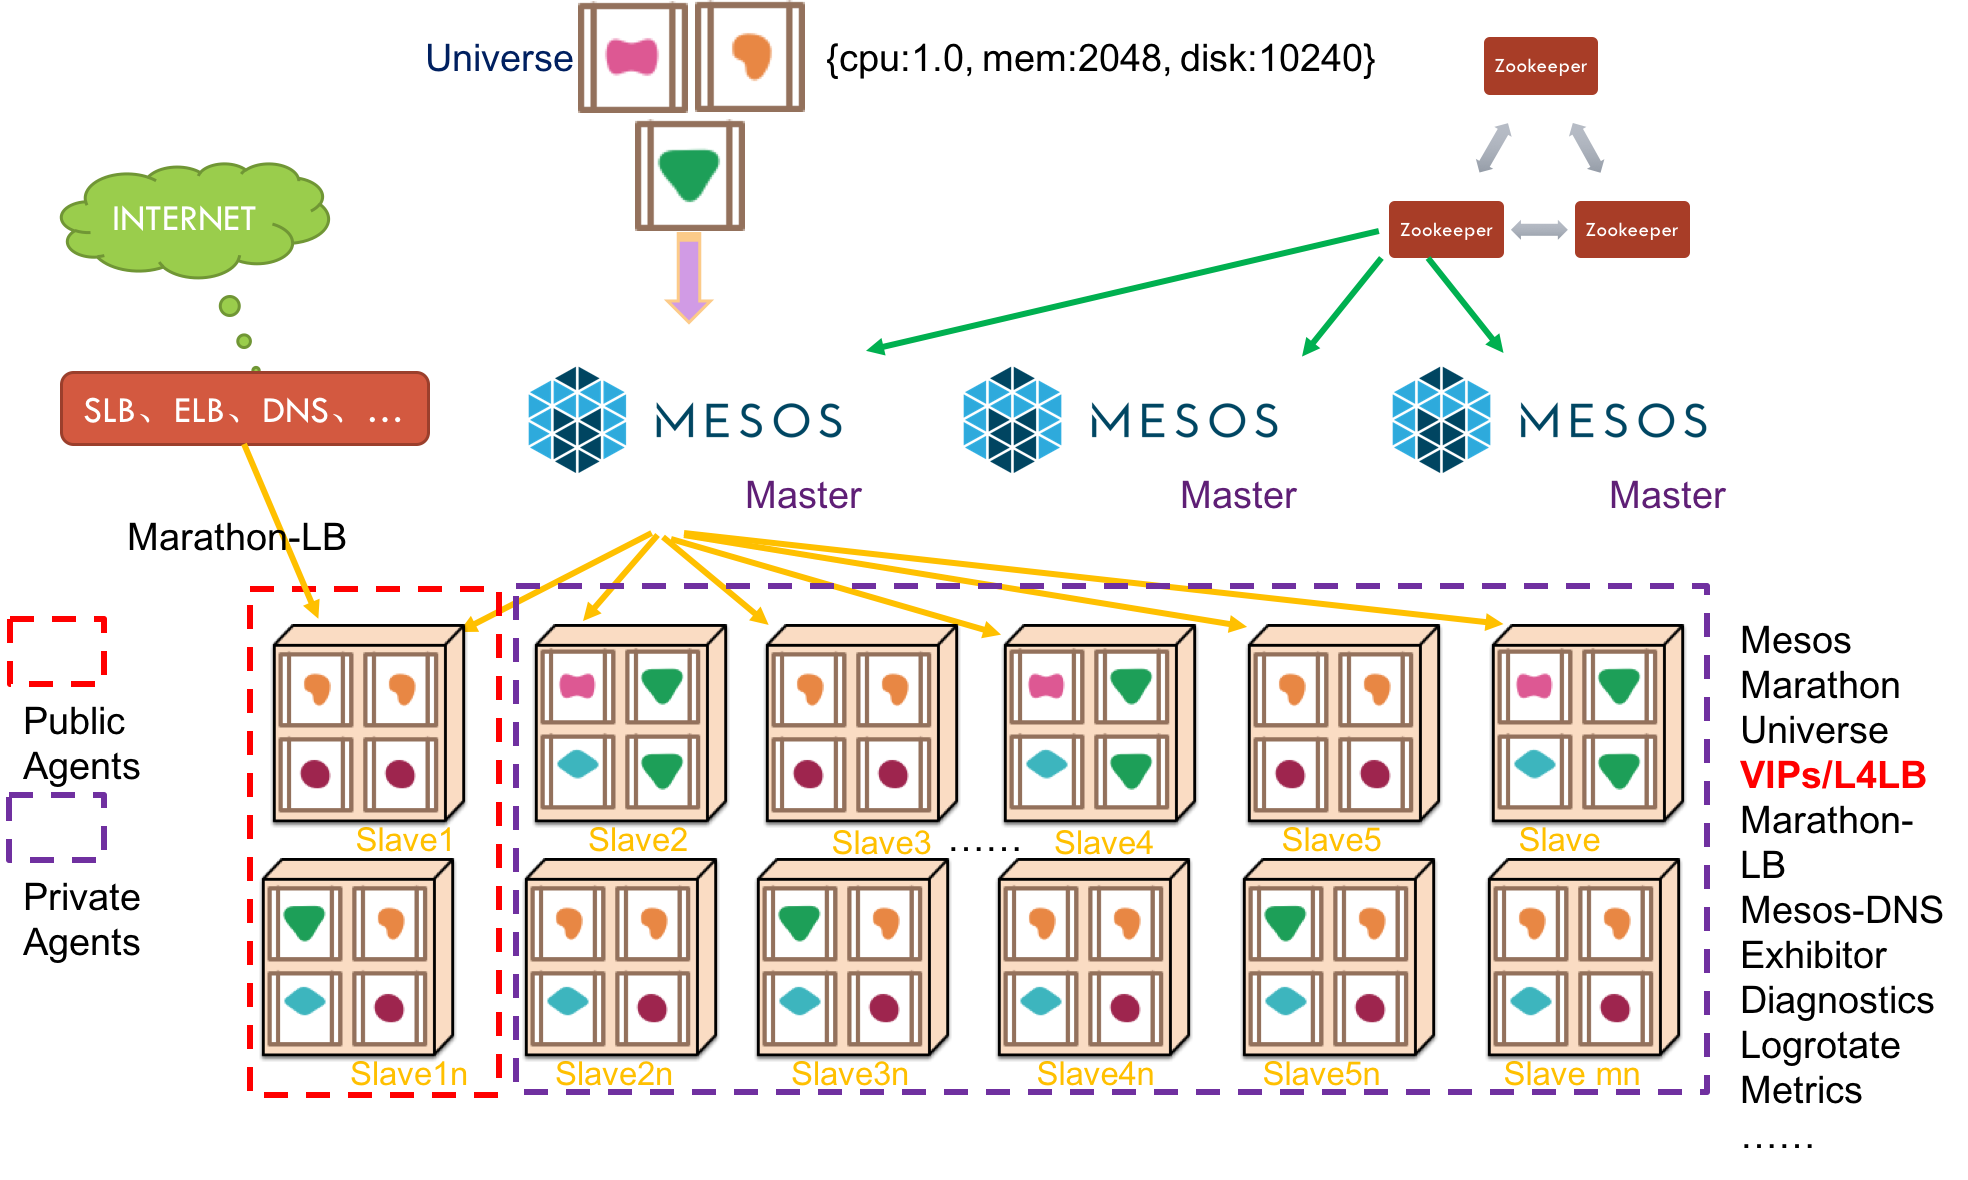 Universe
{cpu:1.0, mem:2048, disk:10240}
Zookeeper
Zookeeper
Zookeeper
INTERNET
SLB、ELB、DNS、…
MESOS
MESOS
MESOS
Master
Master
Master
Marathon-LB
Public
Agents
Private
Agents
Slave1
Slave2
Slave3
……
Slave4
Slave5
Slave
Slave1n
Slave2n
Slave3n
Slave4n
Slave5n
Slave mn
Mesos
Marathon
Universe
VIPs/L4LB
Marathon-
LB
Mesos-DNS
Exhibitor
Diagnostics
Logrotate
Metrics
……